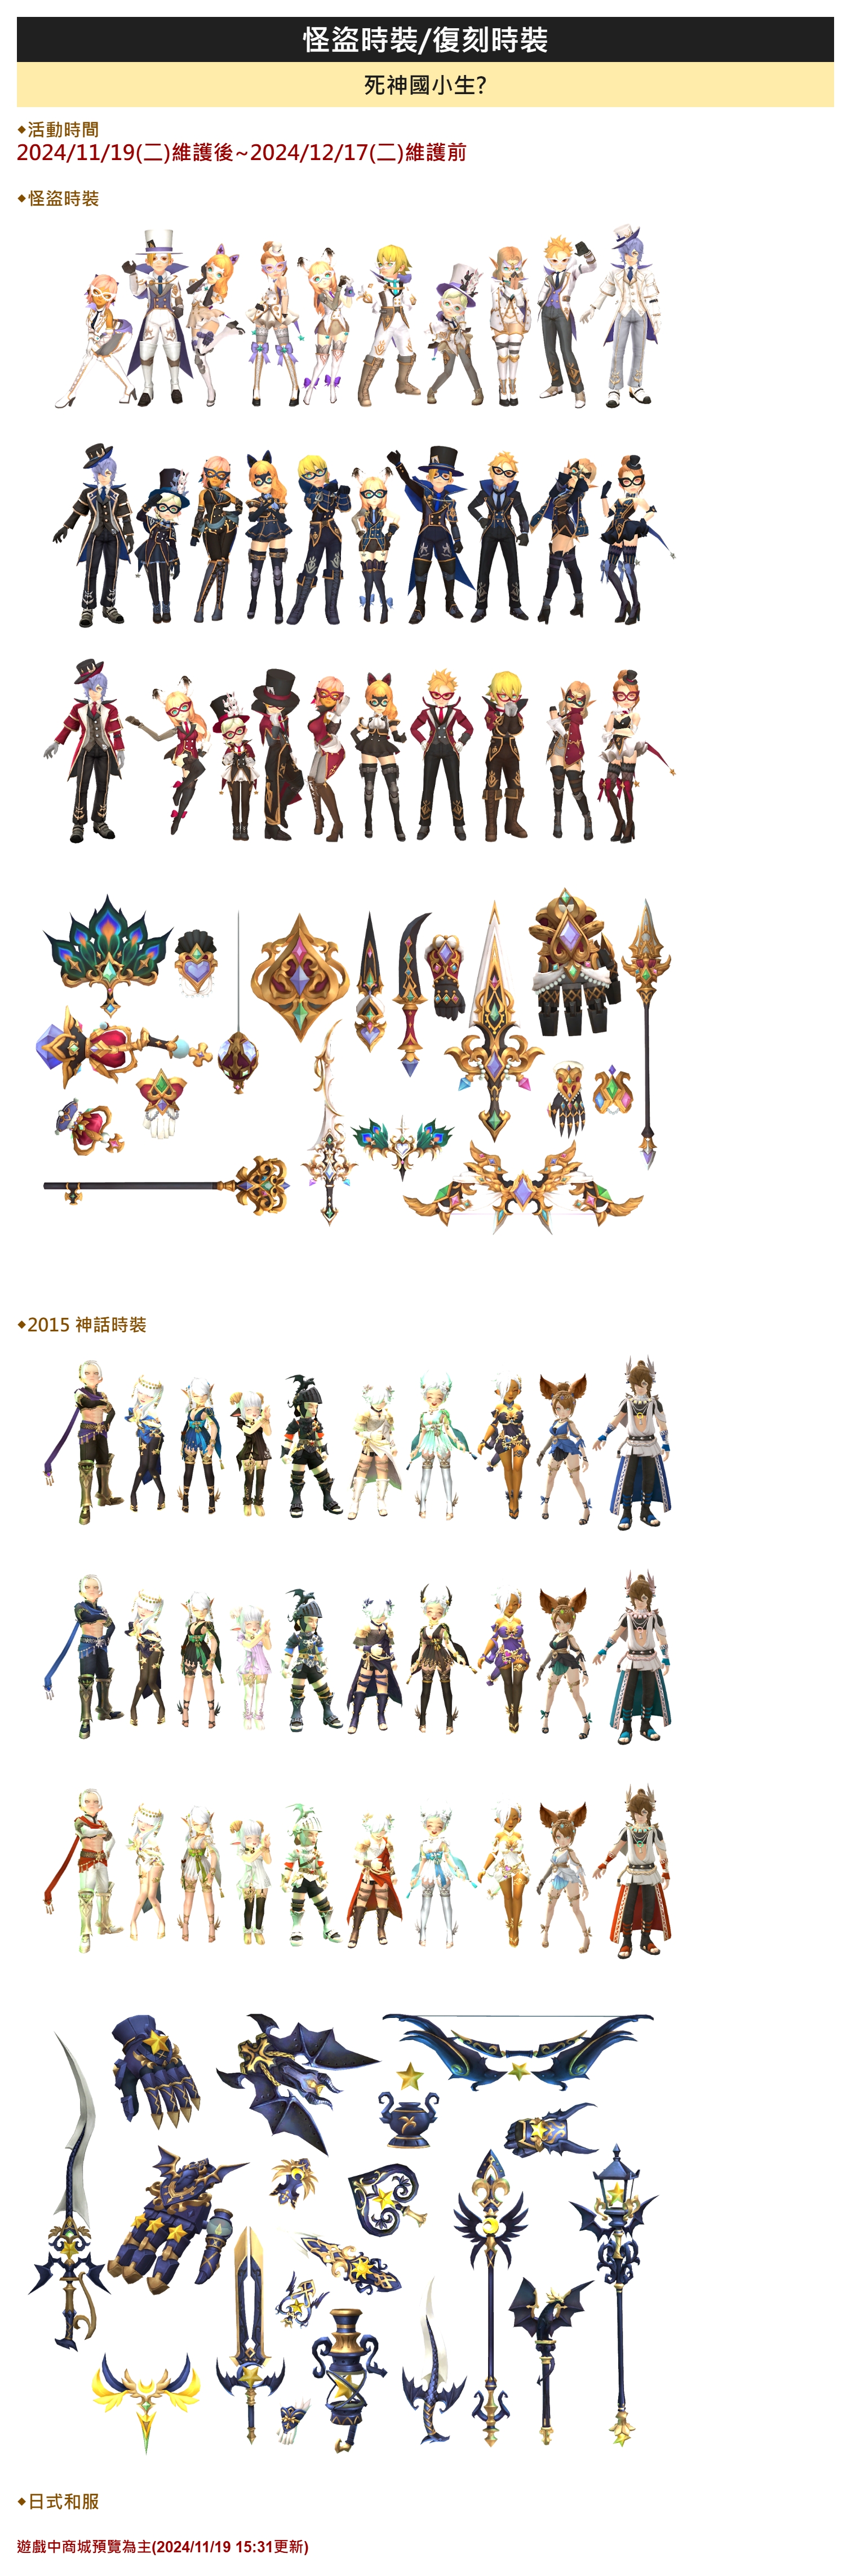 怪盜時裝/復刻時裝
死神國小生?
◆活動時間
2024/11/19(二)維護後~2024/12/17(二)維護前
◆怪盜時裝
◆2015 神話時裝
◆日式和服
遊戲中商城預覽為主(2024/11/19 15:31更新)